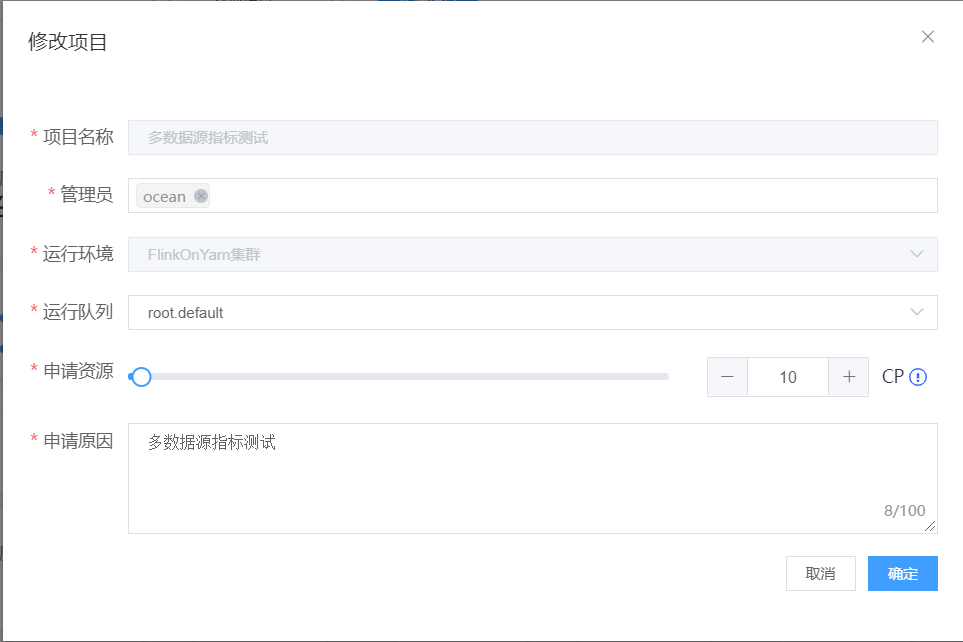 修改项目
* 项目名称 多数据源指标测试
* 管理员 ocean
* 运行环境 FlinkOnYarn集群
* 运行队列 root.default
* 申请资源 10 CP
* 申请原因 多数据源指标测试
8/100
取消 确定